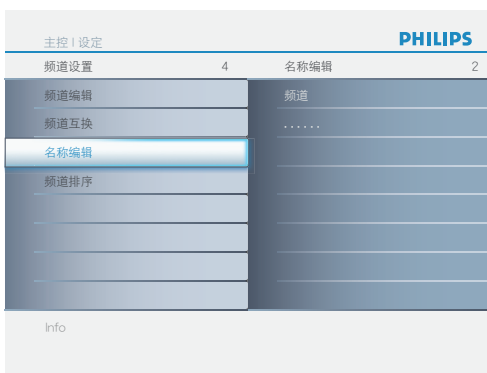 主控 | 设定
PHILIPS
频道设置 4
名称编辑 2
频道编辑
频道
频道互换
......
名称编辑
频道排序
Info